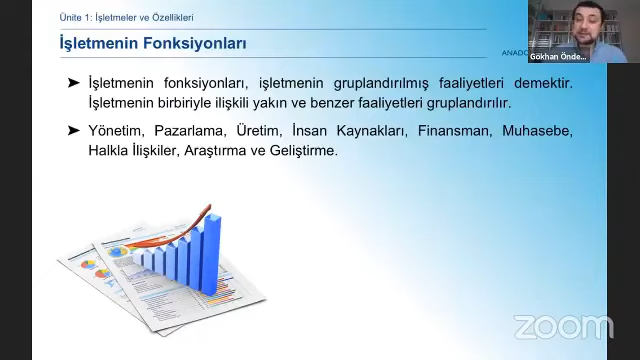 Ünite 1: İşletmeler ve Özellikleri
İşletmenin Fonksiyonları
ANADO
Gökhan Önde...
➤ İşletmenin fonksiyonları, işletmenin gruplandırılmış faaliyetleri demektir.
İşletmenin birbiriyle ilişkili yakın ve benzer faaliyetleri gruplandırılır.
➤ Yönetim, Pazarlama, Üretim, İnsan Kaynakları, Finansman, Muhasebe,
Halkla İlişkiler, Araştırma ve Geliştirme.
zoom